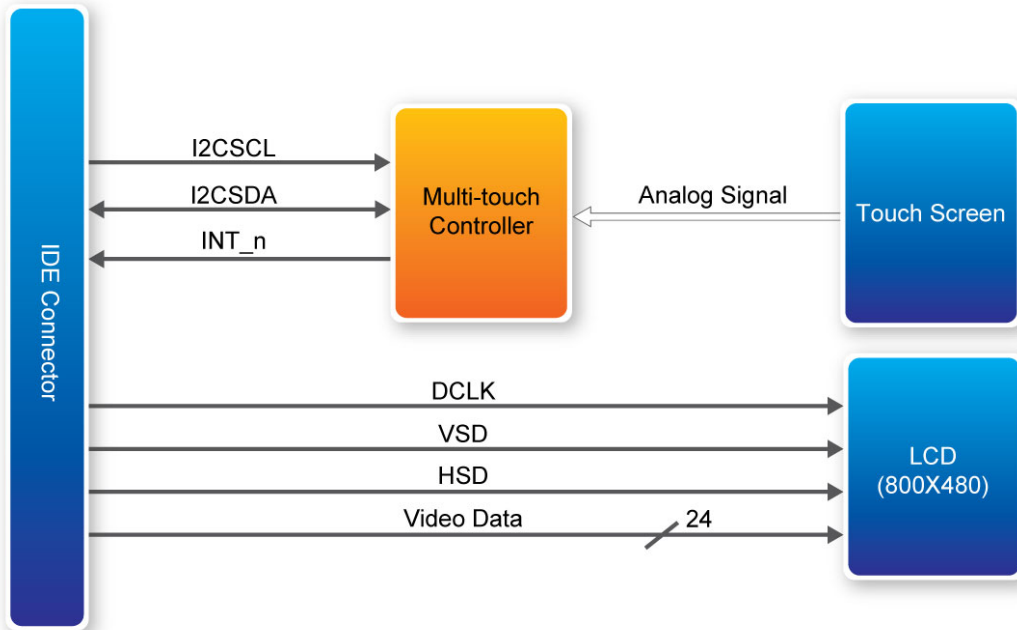 IDE Connector
I2CSCL
I2CSDA
INT_n
Multi-touch
Controller
Analog Signal
Touch Screen
DCLK
VSD
HSD
Video Data
24
LCD
(800X480)